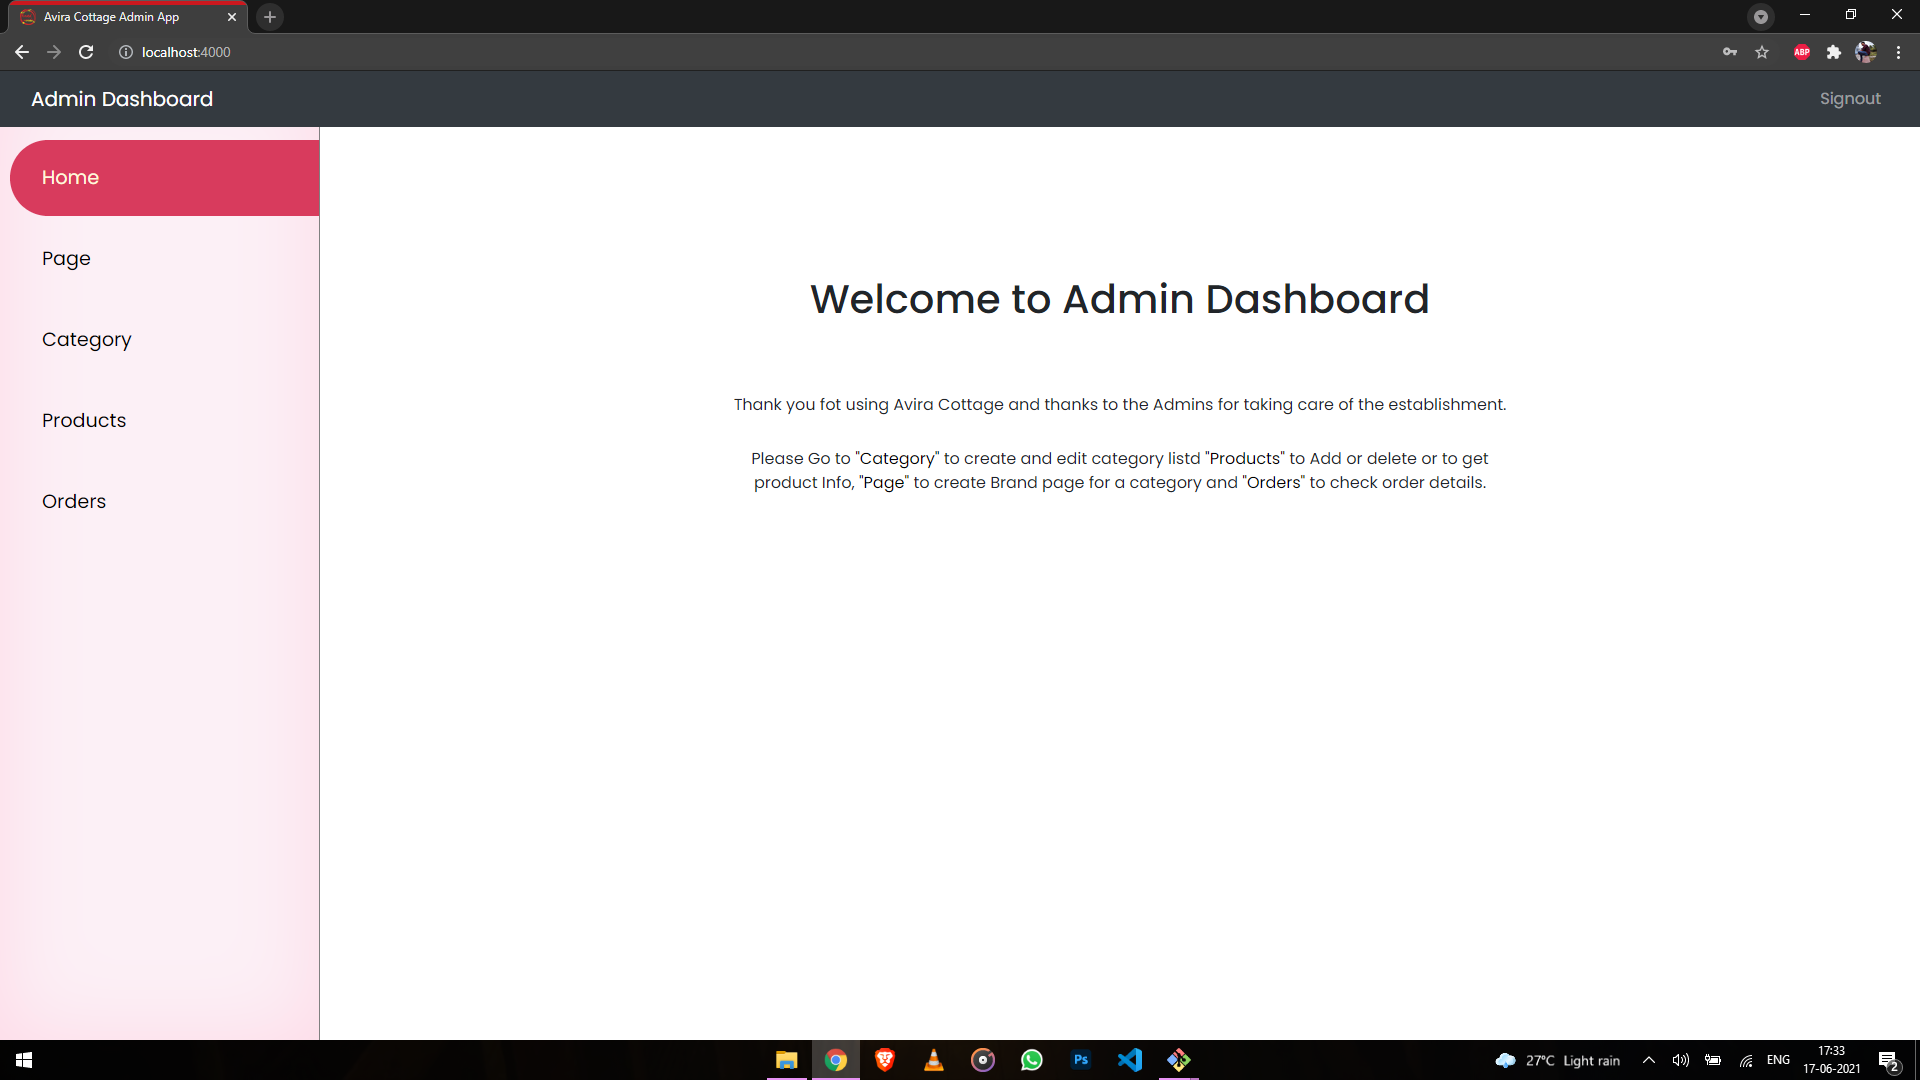 Avira Cottage Admin App
localhost:4000
ABP
Admin Dashboard
Signout
Home
Page
Category
Products
Orders
Welcome to Admin Dashboard
Thank you fot using Avira Cottage and thanks to the Admins for taking care of the establishment.
Please Go to "Category" to create and edit category listd "Products" to Add or delete or to get
product Info, "Page" to create Brand page for a category and "Orders" to check order details.
Ps
27°C Light rain
ENG
17:33
17-06-2021
2